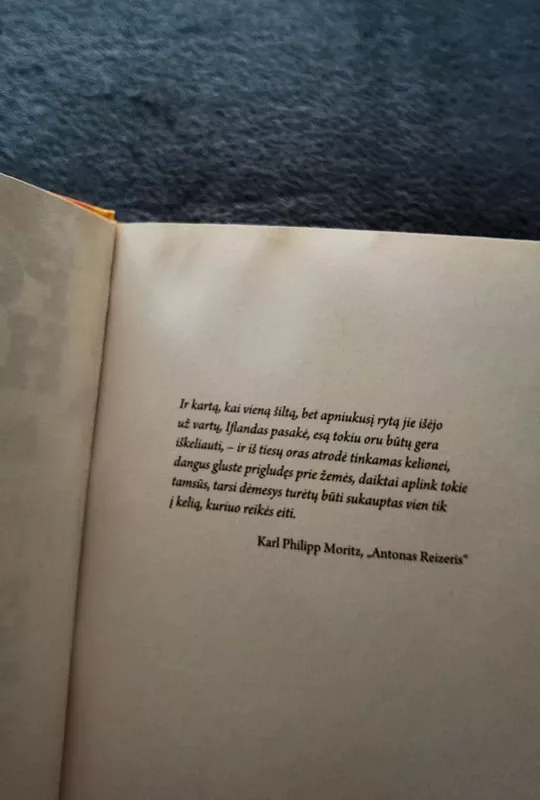 Ir kartą, kai vieną šiltą, bet apniukusį rytą jie išėjo
už vartų, Iflandas pasakė, esą tokiu oru būtų gera
iškeliauti, – ir iš tiesų oras atrodė tinkamas kelionei,
dangus gluste prigludęs prie žemės, daiktai aplink tokie
tamsūs, tarsi dėmesys turėtų būti sukauptas vien tik
į kelią, kuriuo reikės eiti.
Karl Philipp Moritz, „Antonas Reizeris“